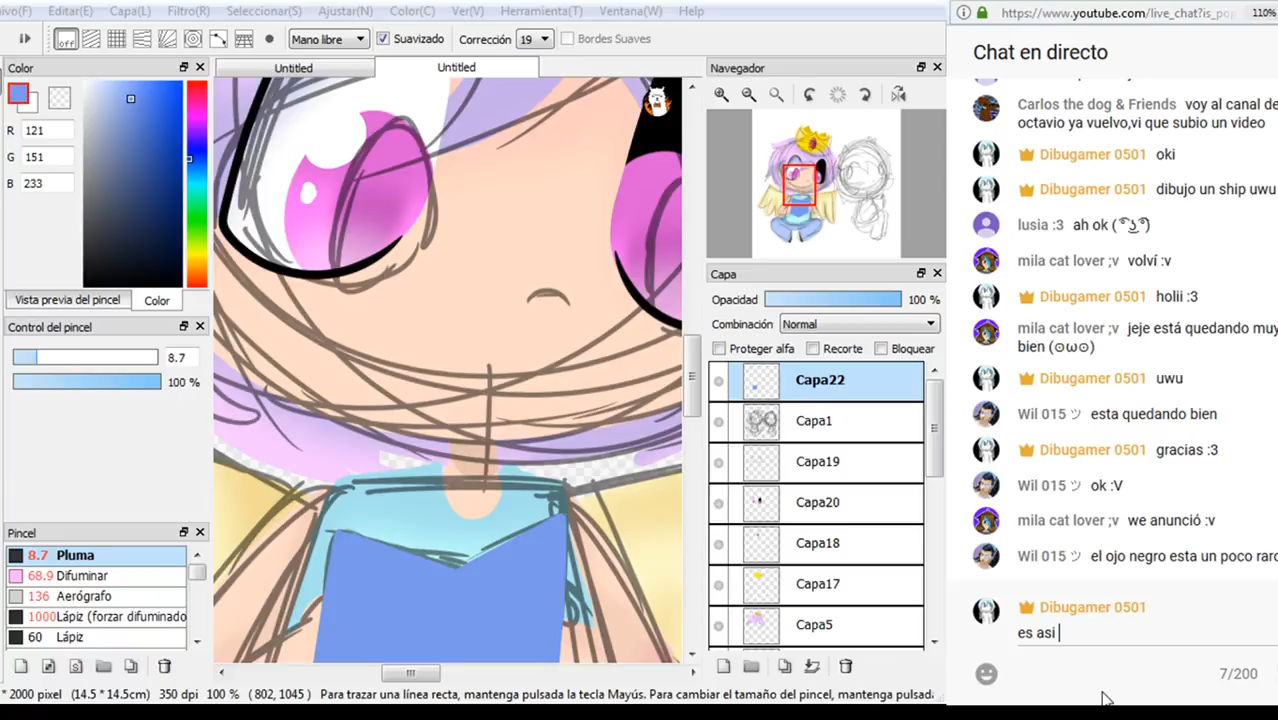 ivo(F) Editar(E) Capa(L) Filtro(R) Seleccionar(S) Ajustar(N) Color(C) Ver(V) Herramienta(T) Ventana(W) Help
off Mano libre Suavizado Corrección 19 Bordes Suaves
Color
R 121
G 151
B 233
Vista previa del pincel Color
Control del pincel
8.7
100 %
Pincel
8.7 Pluma
68.9 Difuminar
136 Aerógrafo
1000 Lápiz (forzar difuminado
60 Lápiz
Untitled Untitled
Navegador
Capa
Opacidad 100 %
Combinación Normal
Proteger alfa Recorte Bloquear
Capa22
Capa1
Capa19
Capa20
Capa18
Capa17
Capa5
* 2000 pixel (14.5 * 14.5cm) 350 dpi 100 % (802, 1045) Para trazar una línea recta, mantenga pulsada la tecla Mayús. Para cambiar el tamaño del pincel, mantenga pulsada
https://www.youtube.com/live_chat?is_po 110%
Chat en directo
Carlos the dog & Friends voy al canal de
octavio ya vuelvo,vi que subio un video
Dibugamer 0501 oki
Dibugamer 0501 dibujo un ship uwu
lusia :3 ah ok ( ͡° ͜ʖ ͡°)
mila cat lover ;v volví :v
Dibugamer 0501 holii :3
mila cat lover ;v jeje está quedando muy
bien (⊙ω⊙)
Dibugamer 0501 uwu
Wil 015 ツ esta quedando bien
Dibugamer 0501 gracias :3
Wil 015 ツ ok :V
mila cat lover ;v we anunció :v
Wil 015 ツ el ojo negro esta un poco raro
Dibugamer 0501
es asi
7/200